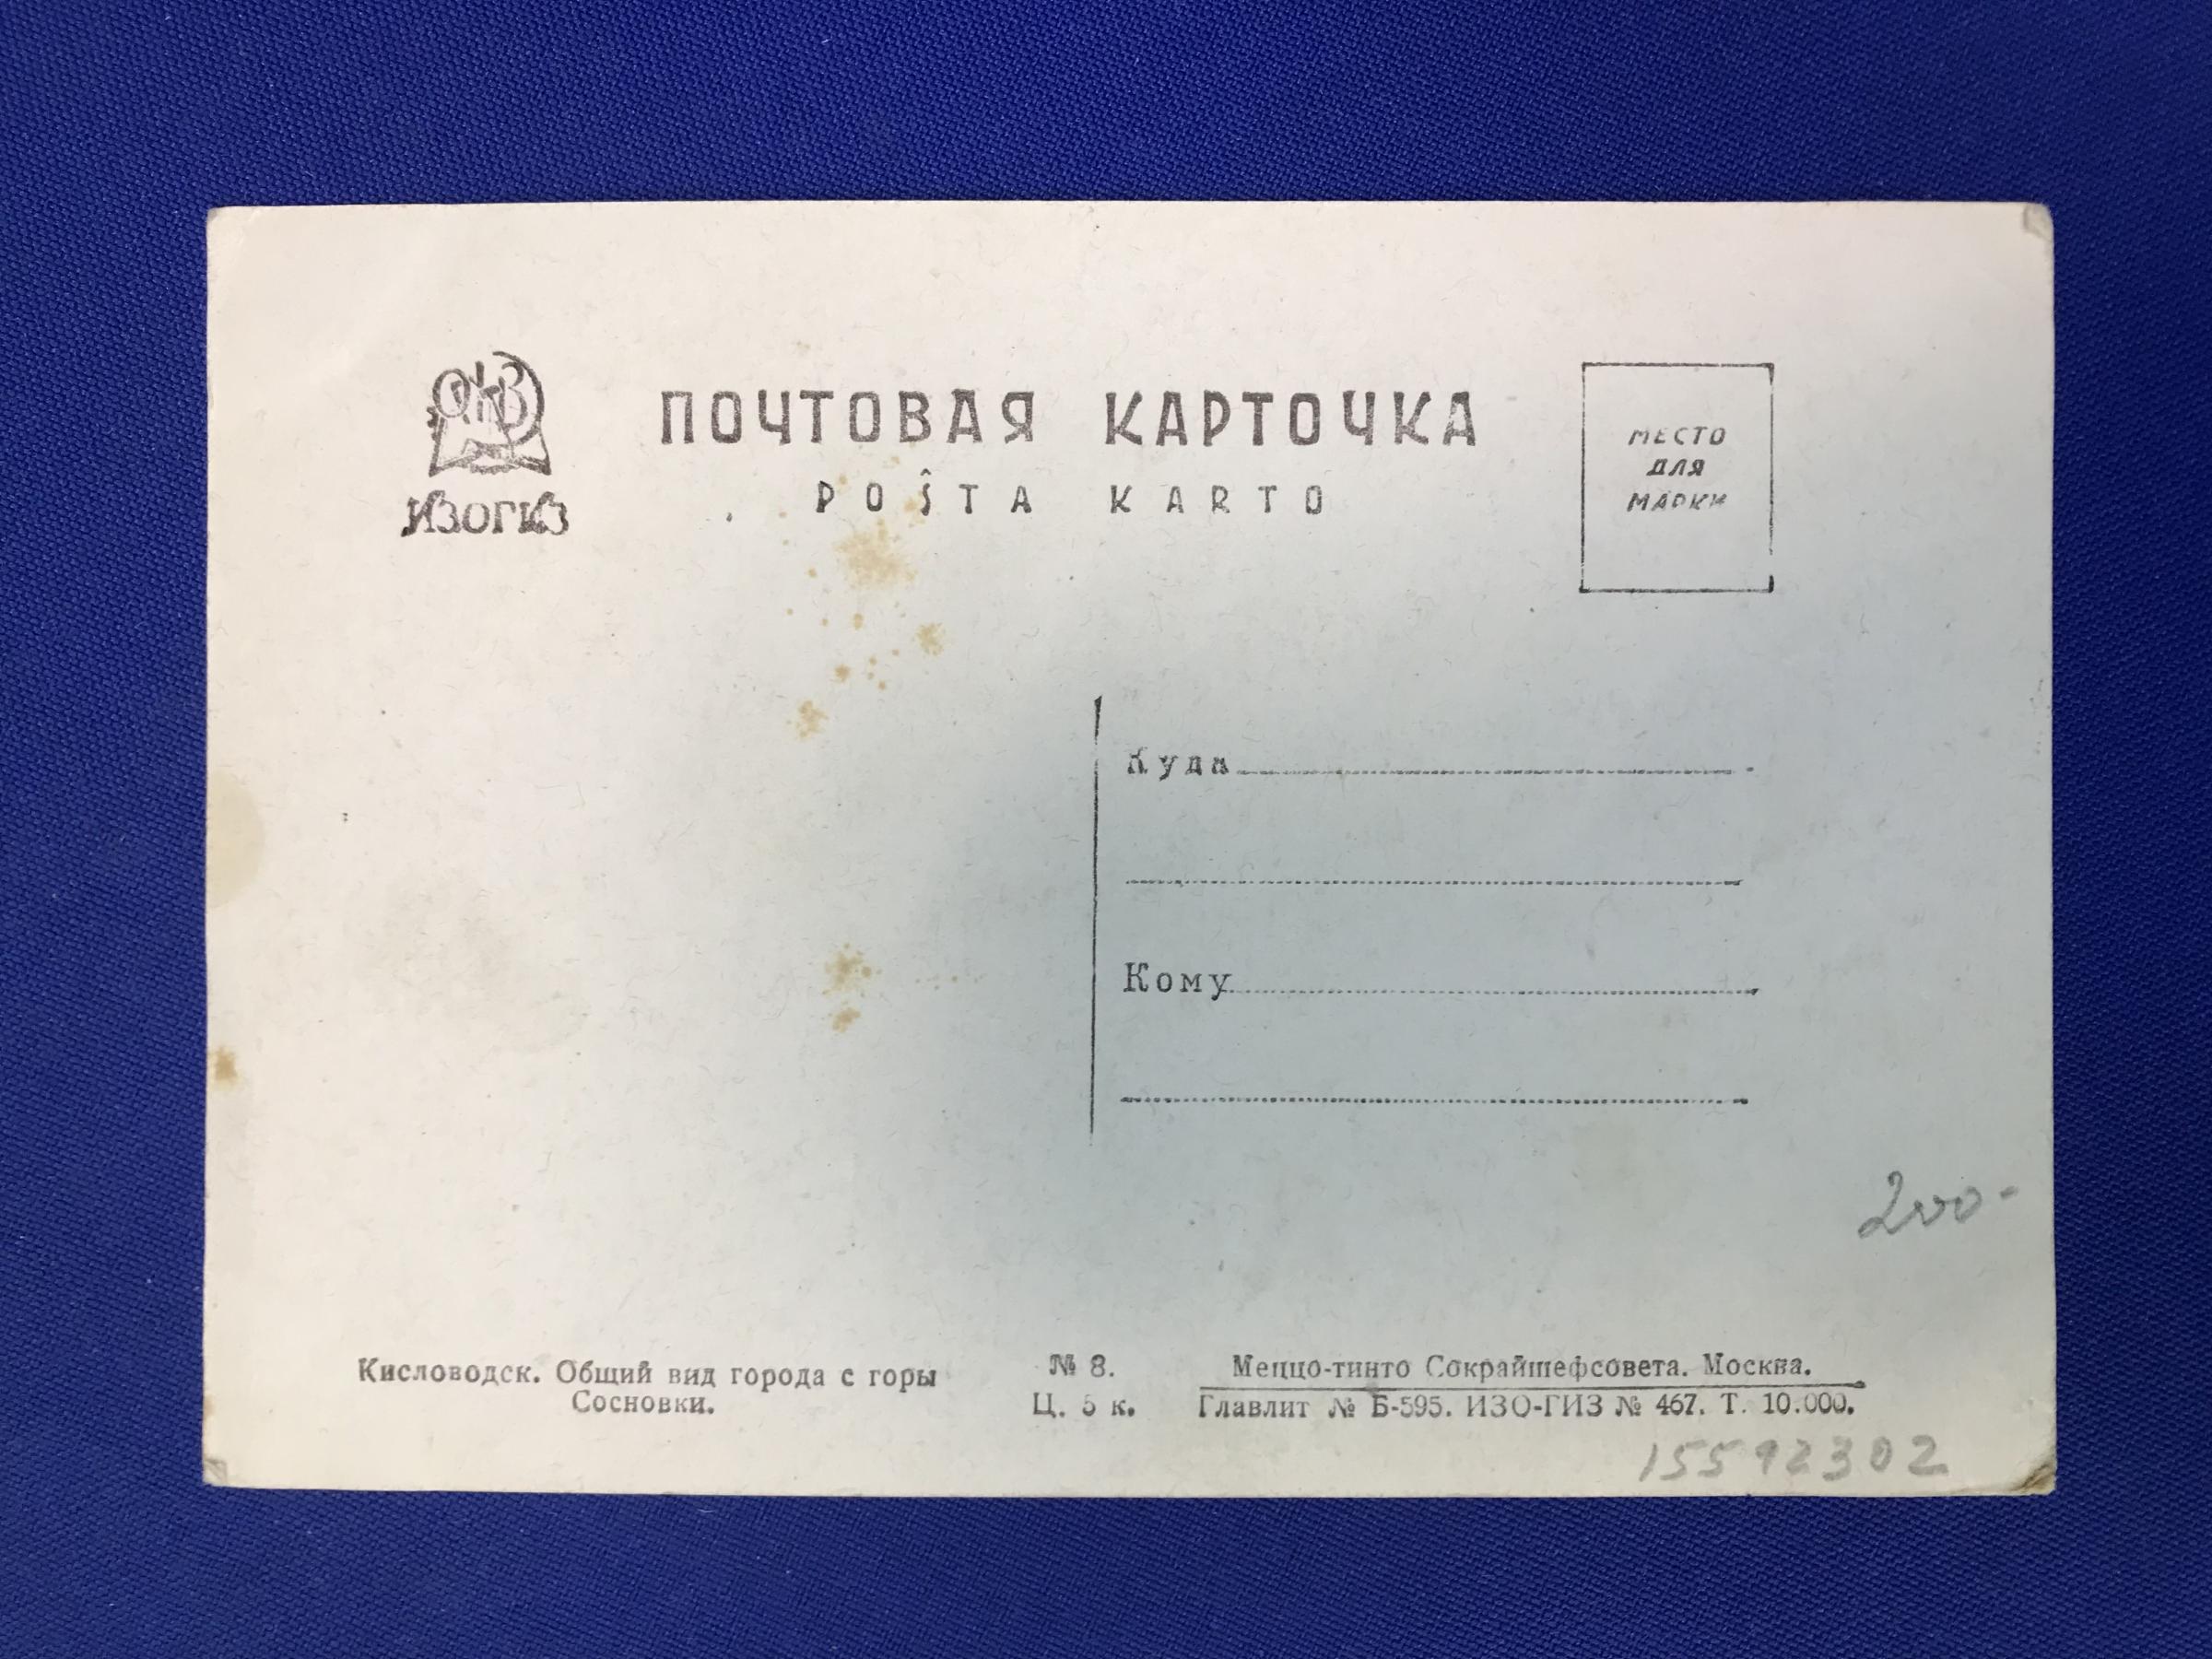 ИЗОГИЗ
ПОЧТОВАЯ КАРТОЧКА
POŜTA KARTO
МЕСТО
ДЛЯ
МАРКИ
Куда
Кому
200-
Кисловодск. Общий вид города с горы
Сосновки.
№ 8.
Ц. 5 к.
Меццо-тинто Сокрайшефсовета. Москва.
Главлит № Б-595. ИЗО-ГИЗ № 467. Т. 10.000.
15592302